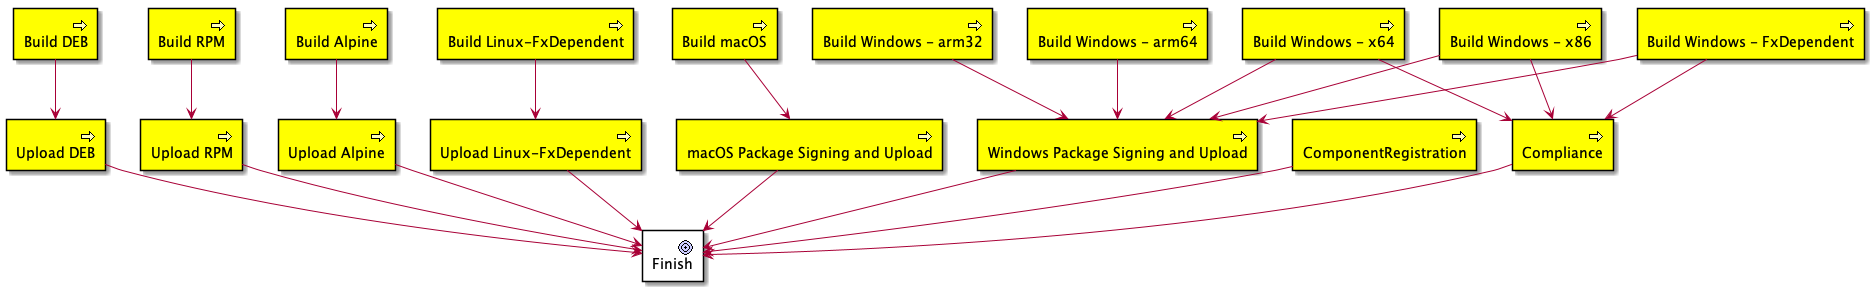 Build DEB
Build RPM
Build Alpine
Build Linux-FxDependent
Build macOS
Build Windows - arm32
Build Windows - arm64
Build Windows - x64
Build Windows - x86
Build Windows - FxDependent
Upload DEB
Upload RPM
Upload Alpine
Upload Linux-FxDependent
macOS Package Signing and Upload
Windows Package Signing and Upload
ComponentRegistration
Compliance
Finish